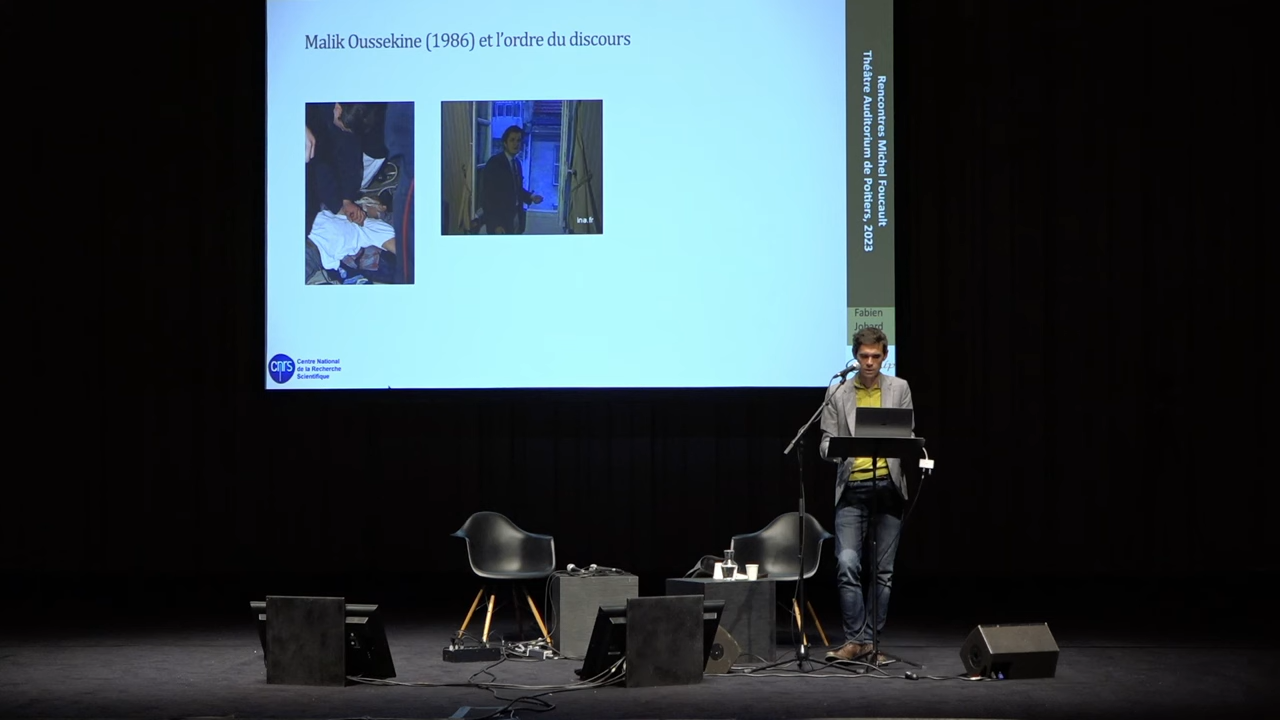 Malik Oussekine (1986) et l'ordre du discours
ina.fr
cnrs
Centre National
de la Recherche
Scientifique
Rencontres Michel Foucault
Théâtre Auditorium de Poitiers, 2023
Fabien
Jobard